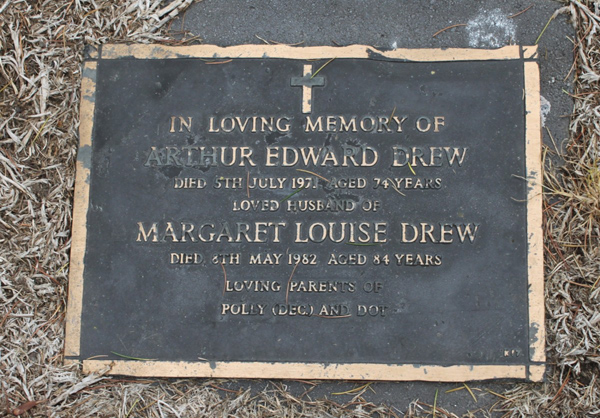 IN LOVING MEMORY OF
ARTHUR EDWARD DREW
DIED 5TH JULY 1971 AGED 74 YEARS
LOVED HUSBAND OF
MARGARET LOUISE DREW
DIED 8TH MAY 1982 AGED 84 YEARS
LOVING PARENTS OF
POLLY (DEC.) AND DOT